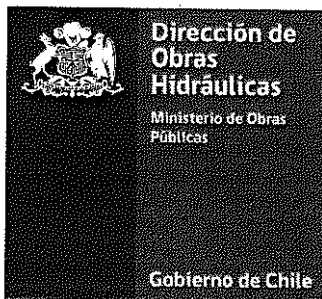 Dirección de
Obras
Hidráulicas
Ministerio de Obras
Públicas
Gobierno de Chile